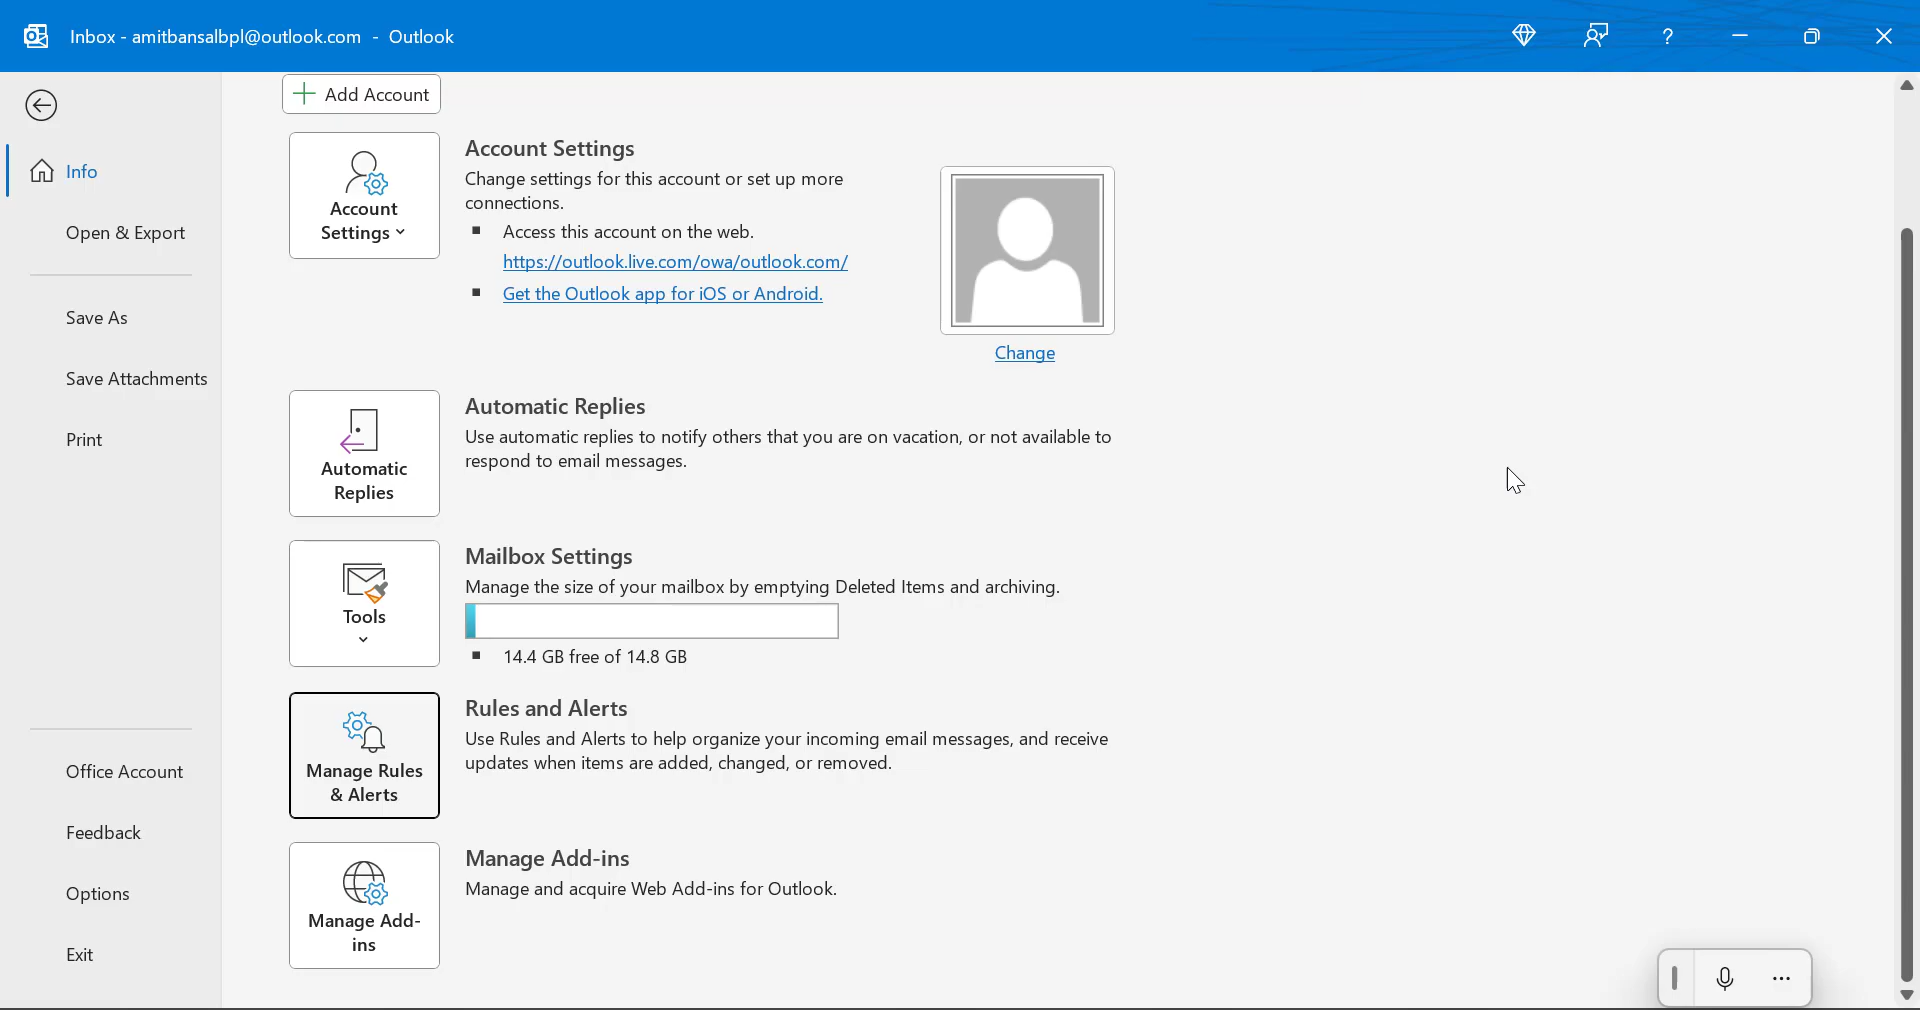 Inbox - amitbansalbpl@outlook.com - Outlook
?
Add Account
Info
Open & Export
Save As
Save Attachments
Print
Office Account
Feedback
Options
Exit
Account
Settings
Account Settings
Change settings for this account or set up more
connections.
Access this account on the web.
https://outlook.live.com/owa/outlook.com/
Get the Outlook app for iOS or Android.
Change
Automatic
Replies
Automatic Replies
Use automatic replies to notify others that you are on vacation, or not available to
respond to email messages.
Tools
Mailbox Settings
Manage the size of your mailbox by emptying Deleted Items and archiving.
14.4 GB free of 14.8 GB
Manage Rules
& Alerts
Rules and Alerts
Use Rules and Alerts to help organize your incoming email messages, and receive
updates when items are added, changed, or removed.
Manage Add-
ins
Manage Add-ins
Manage and acquire Web Add-ins for Outlook.